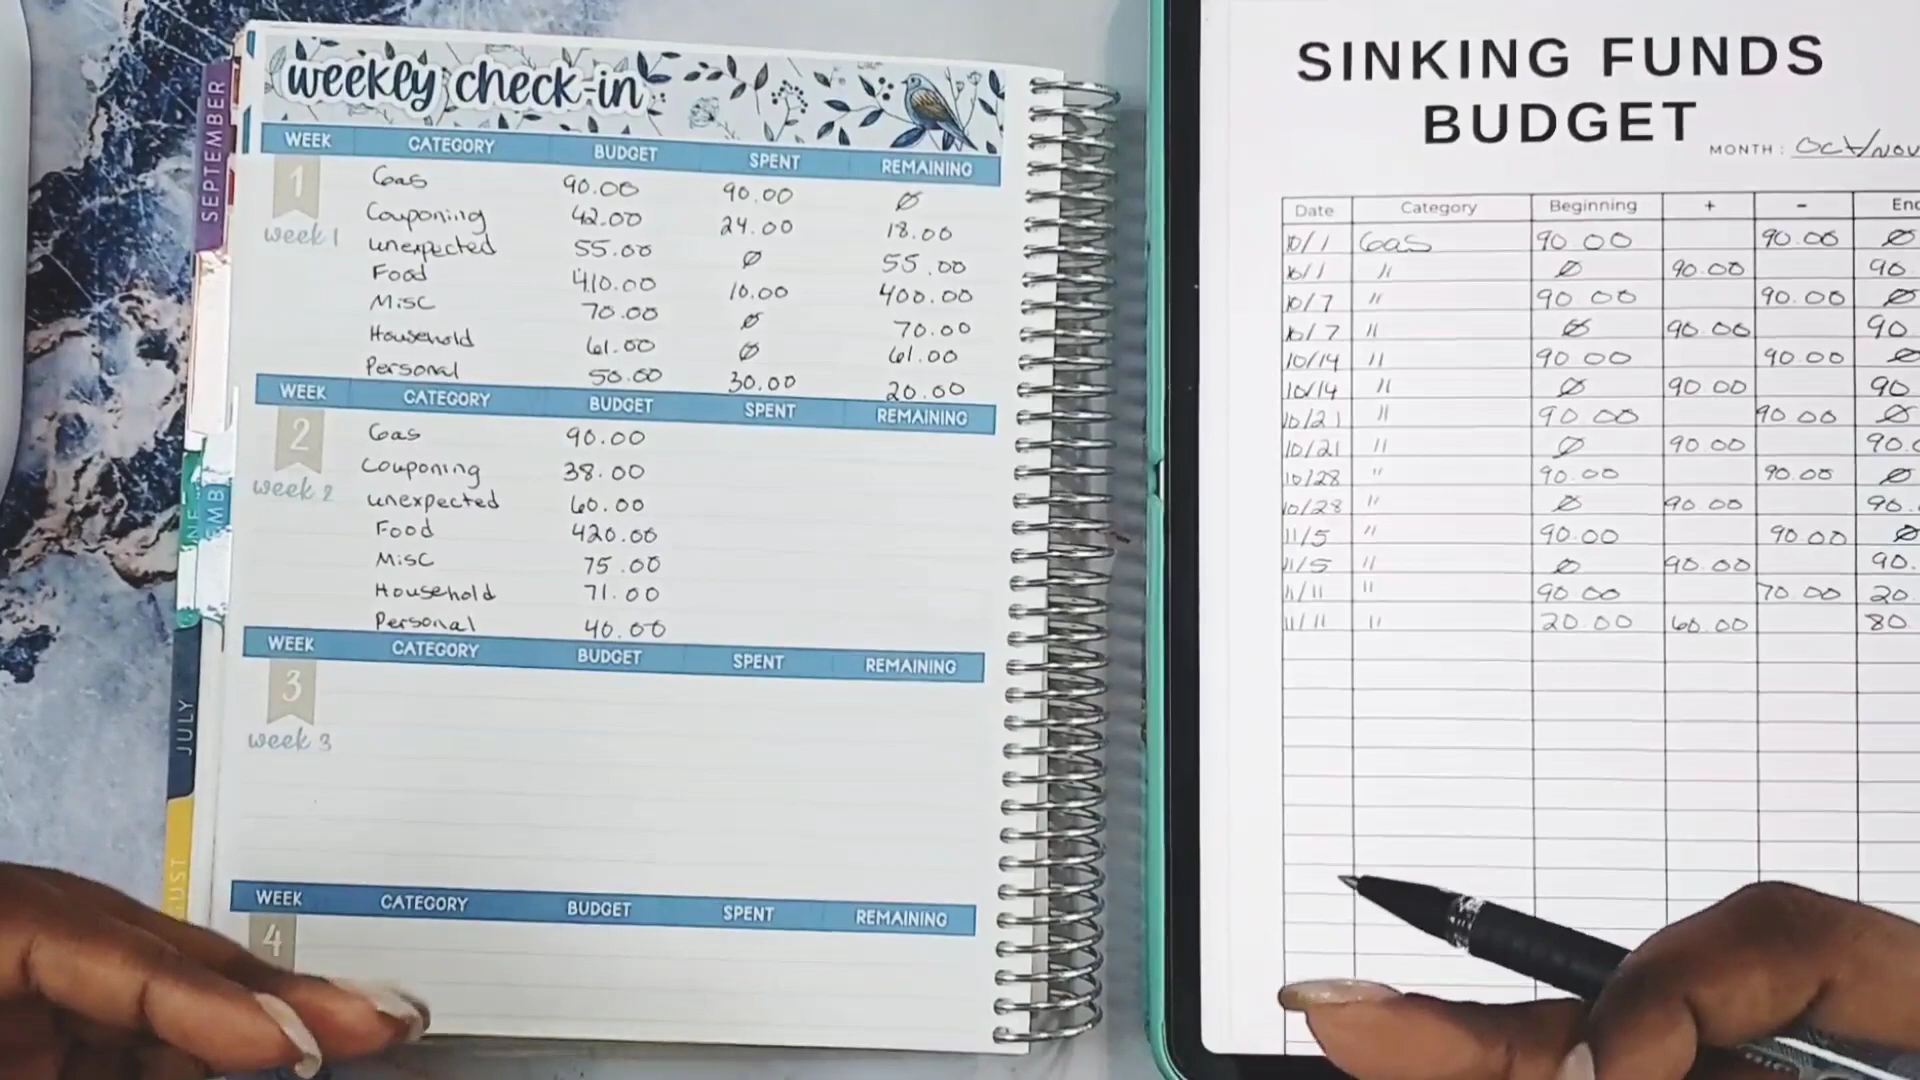 weekly check-in
WEEK CATEGORY BUDGET SPENT REMAINING
1 Gas 90.00 90.00 Ø
week 1 Couponing 42.00 24.00 18.00
unexpected 55.00 Ø 55.00
Food 410.00 10.00 400.00
Misc 70.00 Ø 70.00
Household 61.00 Ø 61.00
Personal 50.00 30.00 20.00
WEEK CATEGORY BUDGET SPENT REMAINING
2 Gas 90.00
week 2 Couponing 38.00
unexpected 60.00
Food 420.00
Misc 75.00
Household 71.00
Personal 40.00
WEEK CATEGORY BUDGET SPENT REMAINING
3
week 3
WEEK CATEGORY BUDGET SPENT REMAINING
4
SEPTEMBER
JULY
SINKING FUNDS
BUDGET
MONTH: Oct/Nov
Date Category Beginning + -
10/1 Gas 90.00 90.00 Ø
10/1 " Ø 90.00 90.
10/7 " 90.00 90.00 Ø
10/7 " Ø 90.00 90
10/14 " 90.00 90.00 Ø
10/14 " Ø 90.00 90
10/21 " 90.00 90.00 Ø
10/21 " Ø 90.00 90.
10/28 " 90.00 90.00 Ø
10/28 " Ø 90.00 90.
11/5 " 90.00 90.00 Ø
11/5 " Ø 90.00 90.
11/11 " 90.00 70.00 20.
11/11 " 20.00 60.00 80